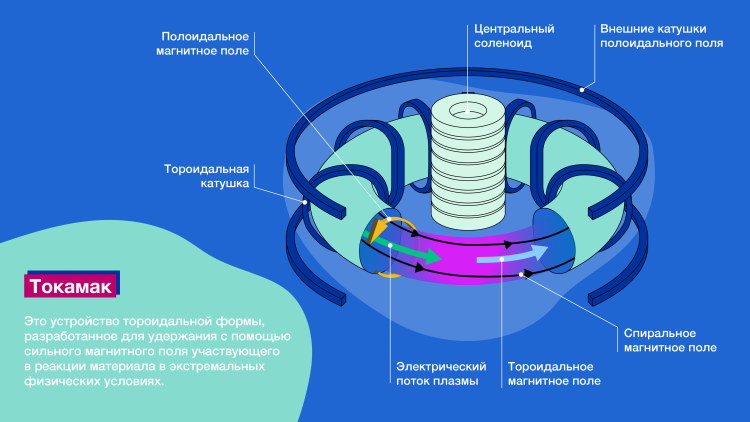 Полоидальное
магнитное поле
Центральный
соленоид
Внешние катушки
полоидального поля
Тороидальная
катушка
Токамак
Это устройство тороидальной формы,
разработанное для удержания с помощью
сильного магнитного поля участвующего
в реакции материала в экстремальных
физических условиях.
Электрический
поток плазмы
Тороидальное
магнитное поле
Спиральное
магнитное поле